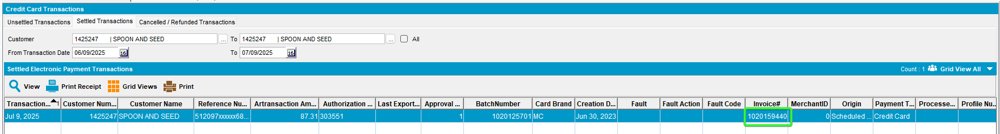 Credit Card Transactions
Unsettled Transactions Settled Transactions Cancelled / Refunded Transactions
Customer 1425247 | SPOON AND SEED ... To 1425247 | SPOON AND SEED ... All
From Transaction Date 06/09/2025 16 To 07/09/2025 16
Settled Electronic Payment Transactions Count : 1 Grid View All
View Print Receipt Grid Views Print
Transaction... 1 Customer Num... Customer Name Reference Nu... Artransaction Am... Authorization ... Last Export... Approval ... BatchNumber Card Brand Creation D... Fault Fault Action Fault Code Invoice# MerchantID Origin Payment T... Processe... Profile Nu...
Jul 9, 2025 1425247 SPOON AND SEED 512097xxxxxx68... 87.31 303551 1 1020125701 MC Jun 30, 2023 1020159440 0 Scheduled ... Credit Card